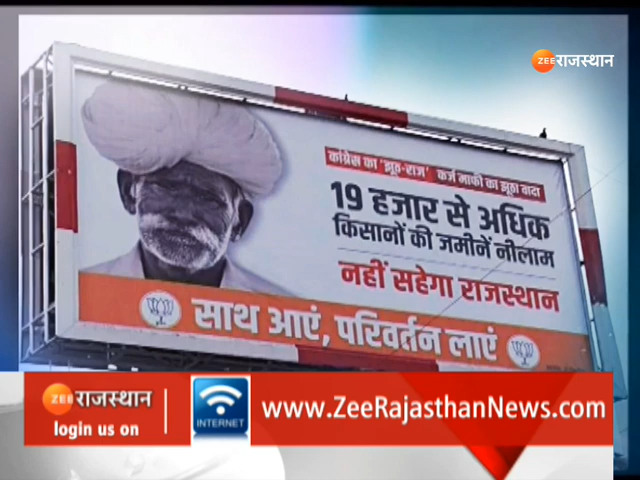 ZEE राजस्थान
कांग्रेस का 'झूठ-राज' कर्ज माफी का झूठा वादा
19 हजार से अधिक
किसानों की जमीनें नीलाम
नहीं सहेगा राजस्थान
साथ आएं, परिवर्तन लाएं
ZEE राजस्थान
login us on
INTERNET
www.ZeeRajasthanNews.com